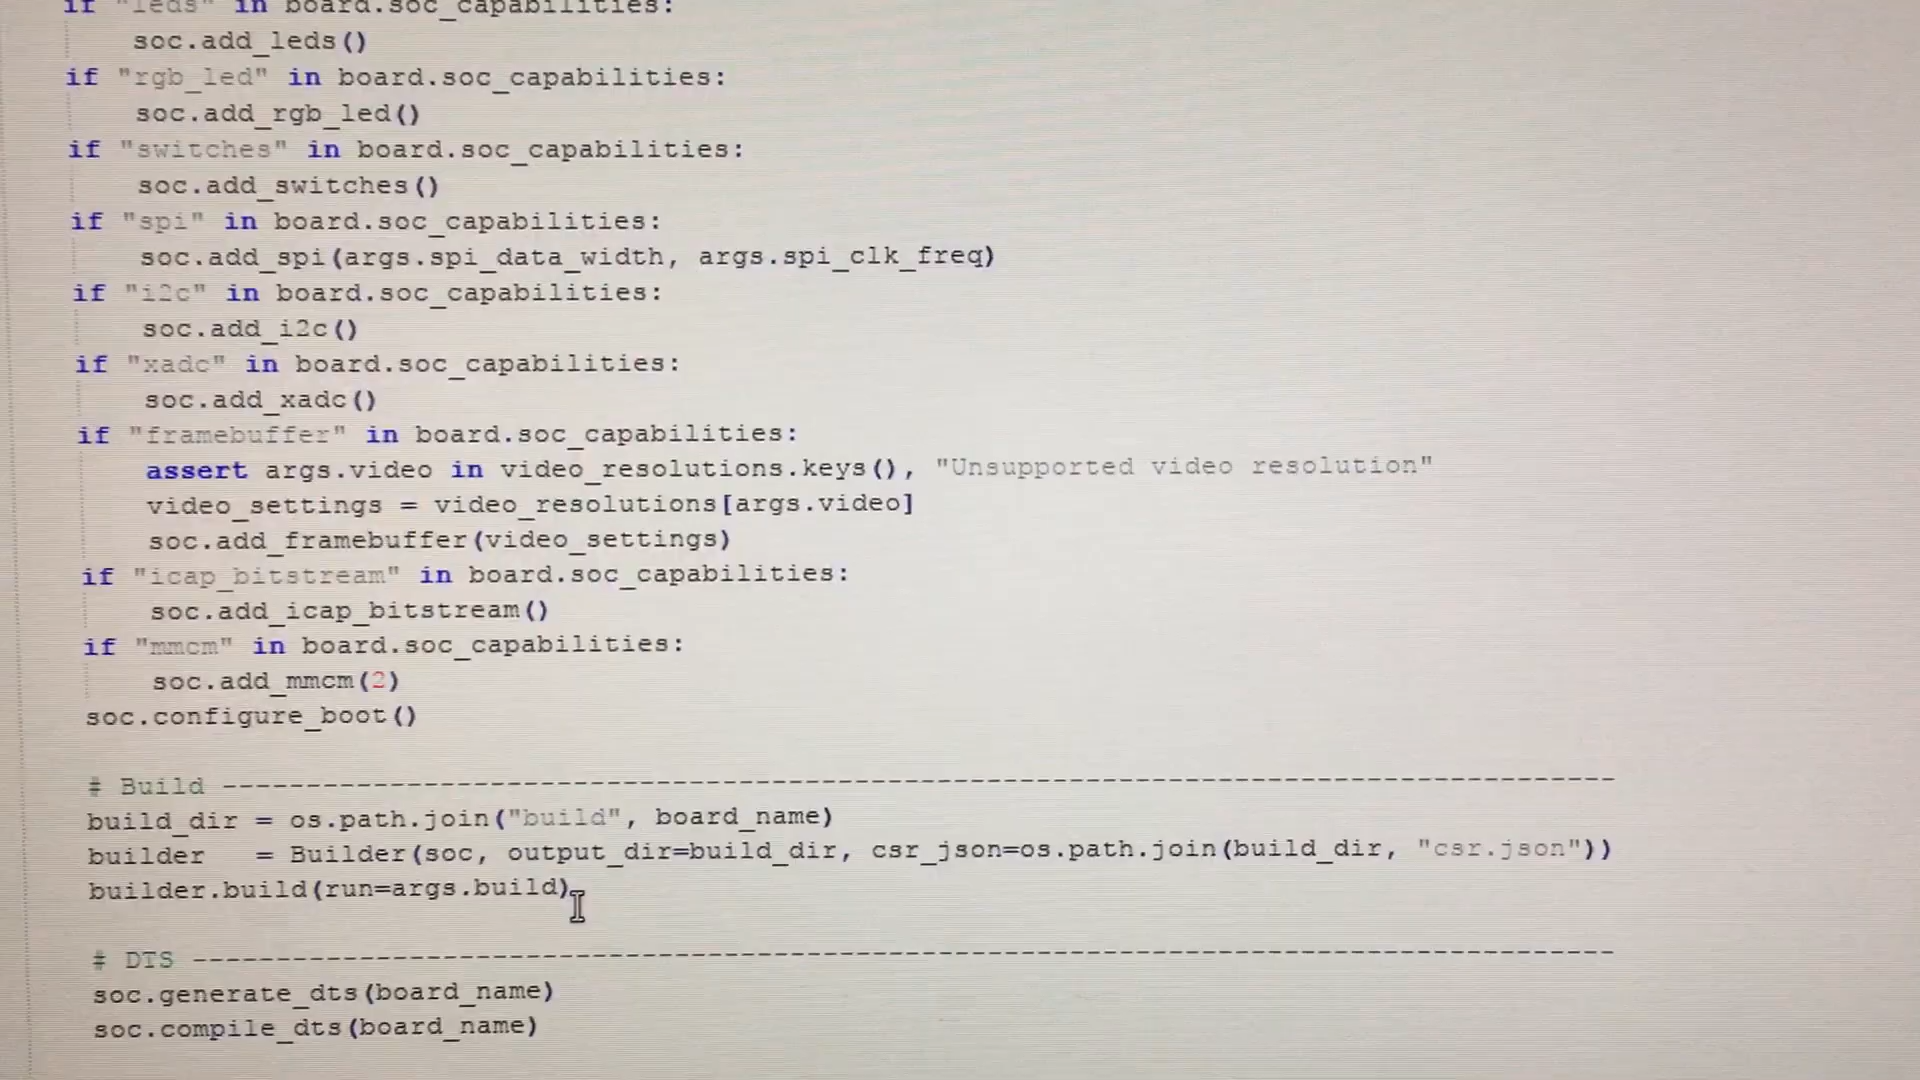 if "leds" in board.soc_capabilities:
soc.add_leds()
if "rgb_led" in board.soc_capabilities:
soc.add_rgb_led()
if "switches" in board.soc_capabilities:
soc.add_switches()
if "spi" in board.soc_capabilities:
soc.add_spi(args.spi_data_width, args.spi_clk_freq)
if "i2c" in board.soc_capabilities:
soc.add_i2c()
if "xadc" in board.soc_capabilities:
soc.add_xadc()
if "framebuffer" in board.soc_capabilities:
assert args.video in video_resolutions.keys(), "Unsupported video resolution"
video_settings = video_resolutions[args.video]
soc.add_framebuffer(video_settings)
if "icap_bitstream" in board.soc_capabilities:
soc.add_icap_bitstream()
if "mmcm" in board.soc_capabilities:
soc.add_mmcm(2)
soc.configure_boot()
# Build ------------------------------------------------------------------------------------
build_dir = os.path.join("build", board_name)
builder   = Builder(soc, output_dir=build_dir, csr_json=os.path.join(build_dir, "csr.json"))
builder.build(run=args.build)
# DTS --------------------------------------------------------------------------------------
soc.generate_dts(board_name)
soc.compile_dts(board_name)